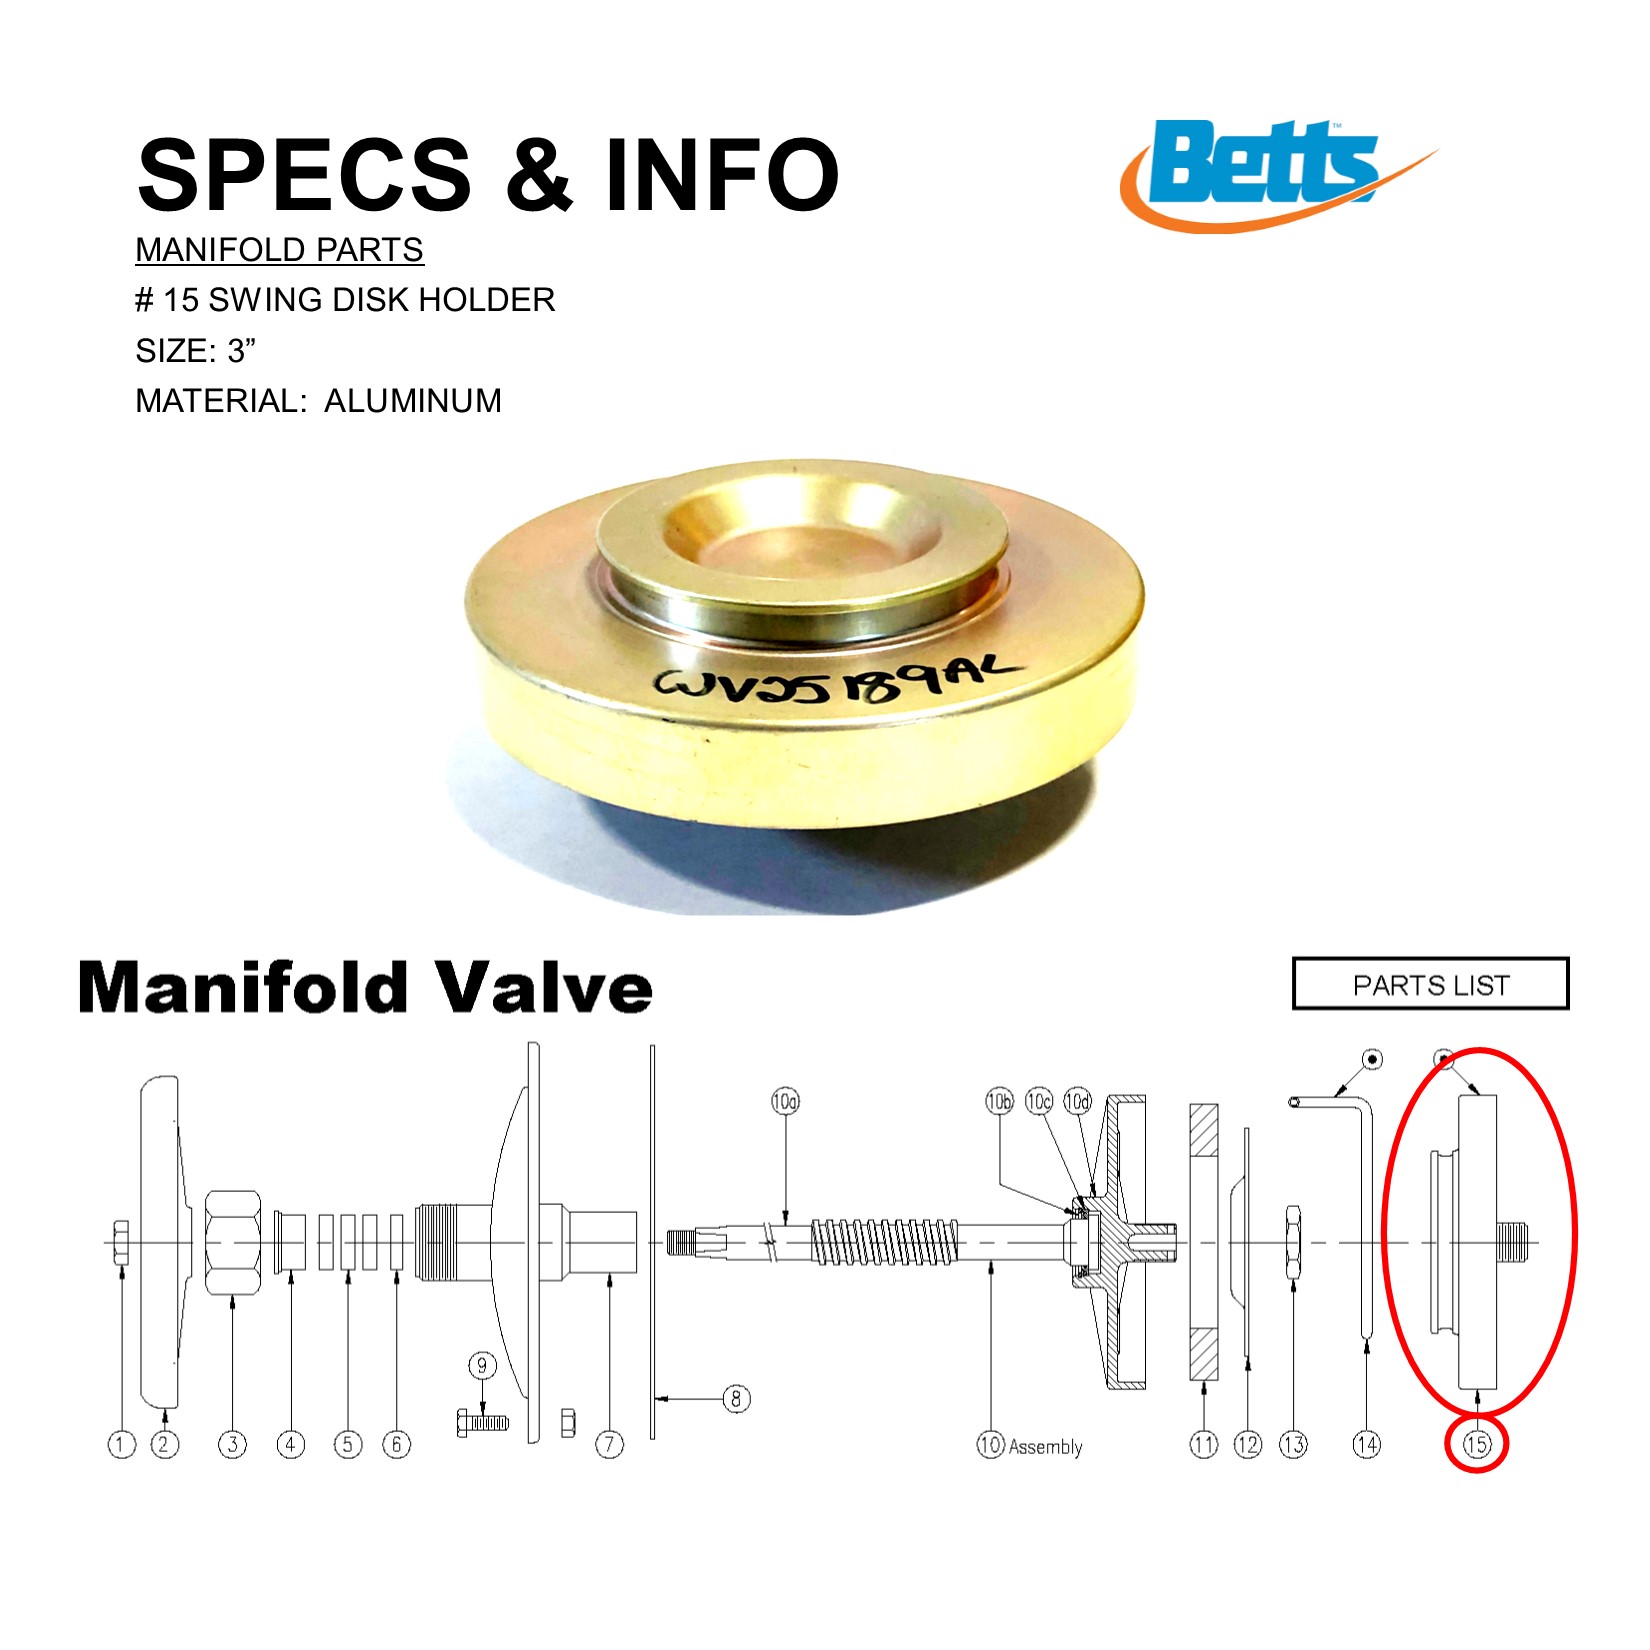 SPECS & INFO
Betts™
MANIFOLD PARTS
# 15 SWING DISK HOLDER
SIZE: 3”
MATERIAL: ALUMINUM
WV25189AL
Manifold Valve
PARTS LIST
10a
10b
10c
10d
9
8
1
2
3
4
5
6
7
10 Assembly
11
12
13
14
15